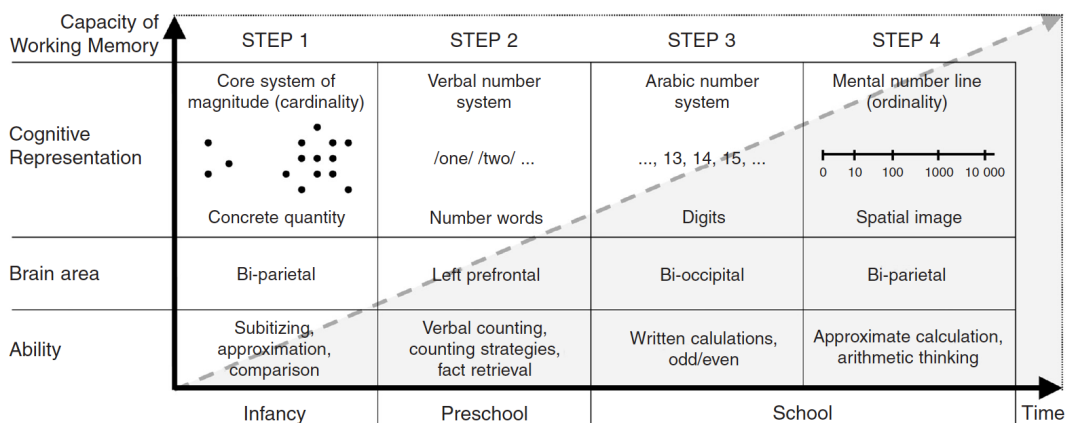 Capacity of
Working Memory
STEP 1
STEP 2
STEP 3
STEP 4
Cognitive
Representation
Core system of
magnitude (cardinality)
Concrete quantity
Verbal number
system
/one/ /two/ ...
Number words
Arabic number
system
..., 13, 14, 15, ...
Digits
Mental number line
(ordinality)
0 10 100 1000 10 000
Spatial image
Brain area
Bi-parietal
Left prefrontal
Bi-occipital
Bi-parietal
Ability
Subitizing,
approximation,
comparison
Verbal counting,
counting strategies,
fact retrieval
Written calulations,
odd/even
Approximate calculation,
arithmetic thinking
Infancy
Preschool
School
Time